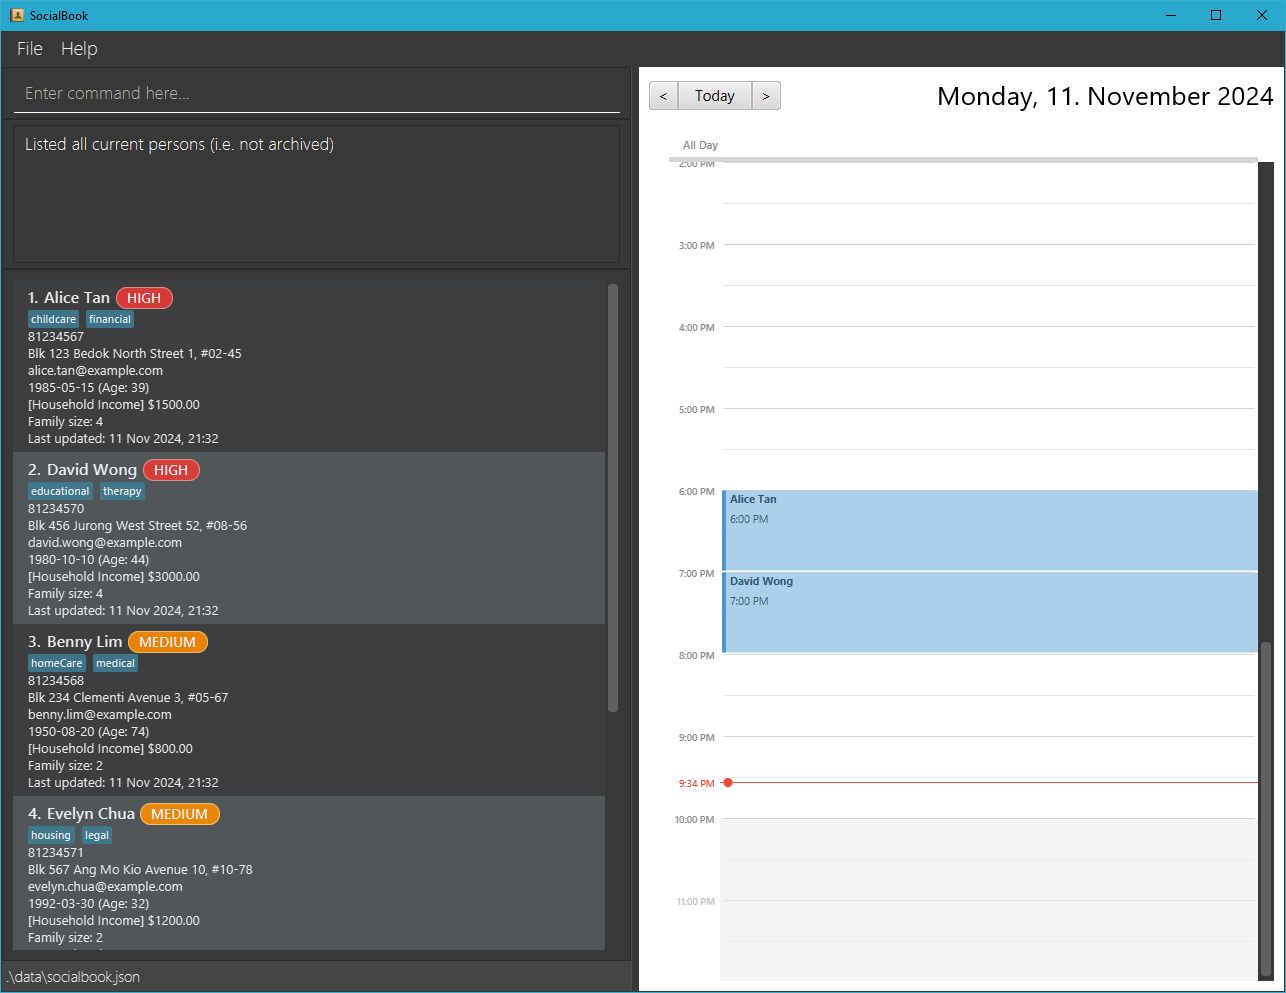 SocialBook
File Help
Enter command here...
Listed all current persons (i.e. not archived)
1. Alice Tan HIGH
childcare financial
81234567
Blk 123 Bedok North Street 1, #02-45
alice.tan@example.com
1985-05-15 (Age: 39)
[Household Income] $1500.00
Family size: 4
Last updated: 11 Nov 2024, 21:32
2. David Wong HIGH
educational therapy
81234570
Blk 456 Jurong West Street 52, #08-56
david.wong@example.com
1980-10-10 (Age: 44)
[Household Income] $3000.00
Family size: 4
Last updated: 11 Nov 2024, 21:32
3. Benny Lim MEDIUM
homeCare medical
81234568
Blk 234 Clementi Avenue 3, #05-67
benny.lim@example.com
1950-08-20 (Age: 74)
[Household Income] $800.00
Family size: 2
Last updated: 11 Nov 2024, 21:32
4. Evelyn Chua MEDIUM
housing legal
81234571
Blk 567 Ang Mo Kio Avenue 10, #10-78
evelyn.chua@example.com
1992-03-30 (Age: 32)
[Household Income] $1200.00
Family size: 2
.\data\socialbook.json
< Today >
Monday, 11. November 2024
All Day
2:00 PM
3:00 PM
4:00 PM
5:00 PM
6:00 PM
Alice Tan
6:00 PM
7:00 PM
David Wong
7:00 PM
8:00 PM
9:00 PM
9:34 PM
10:00 PM
11:00 PM